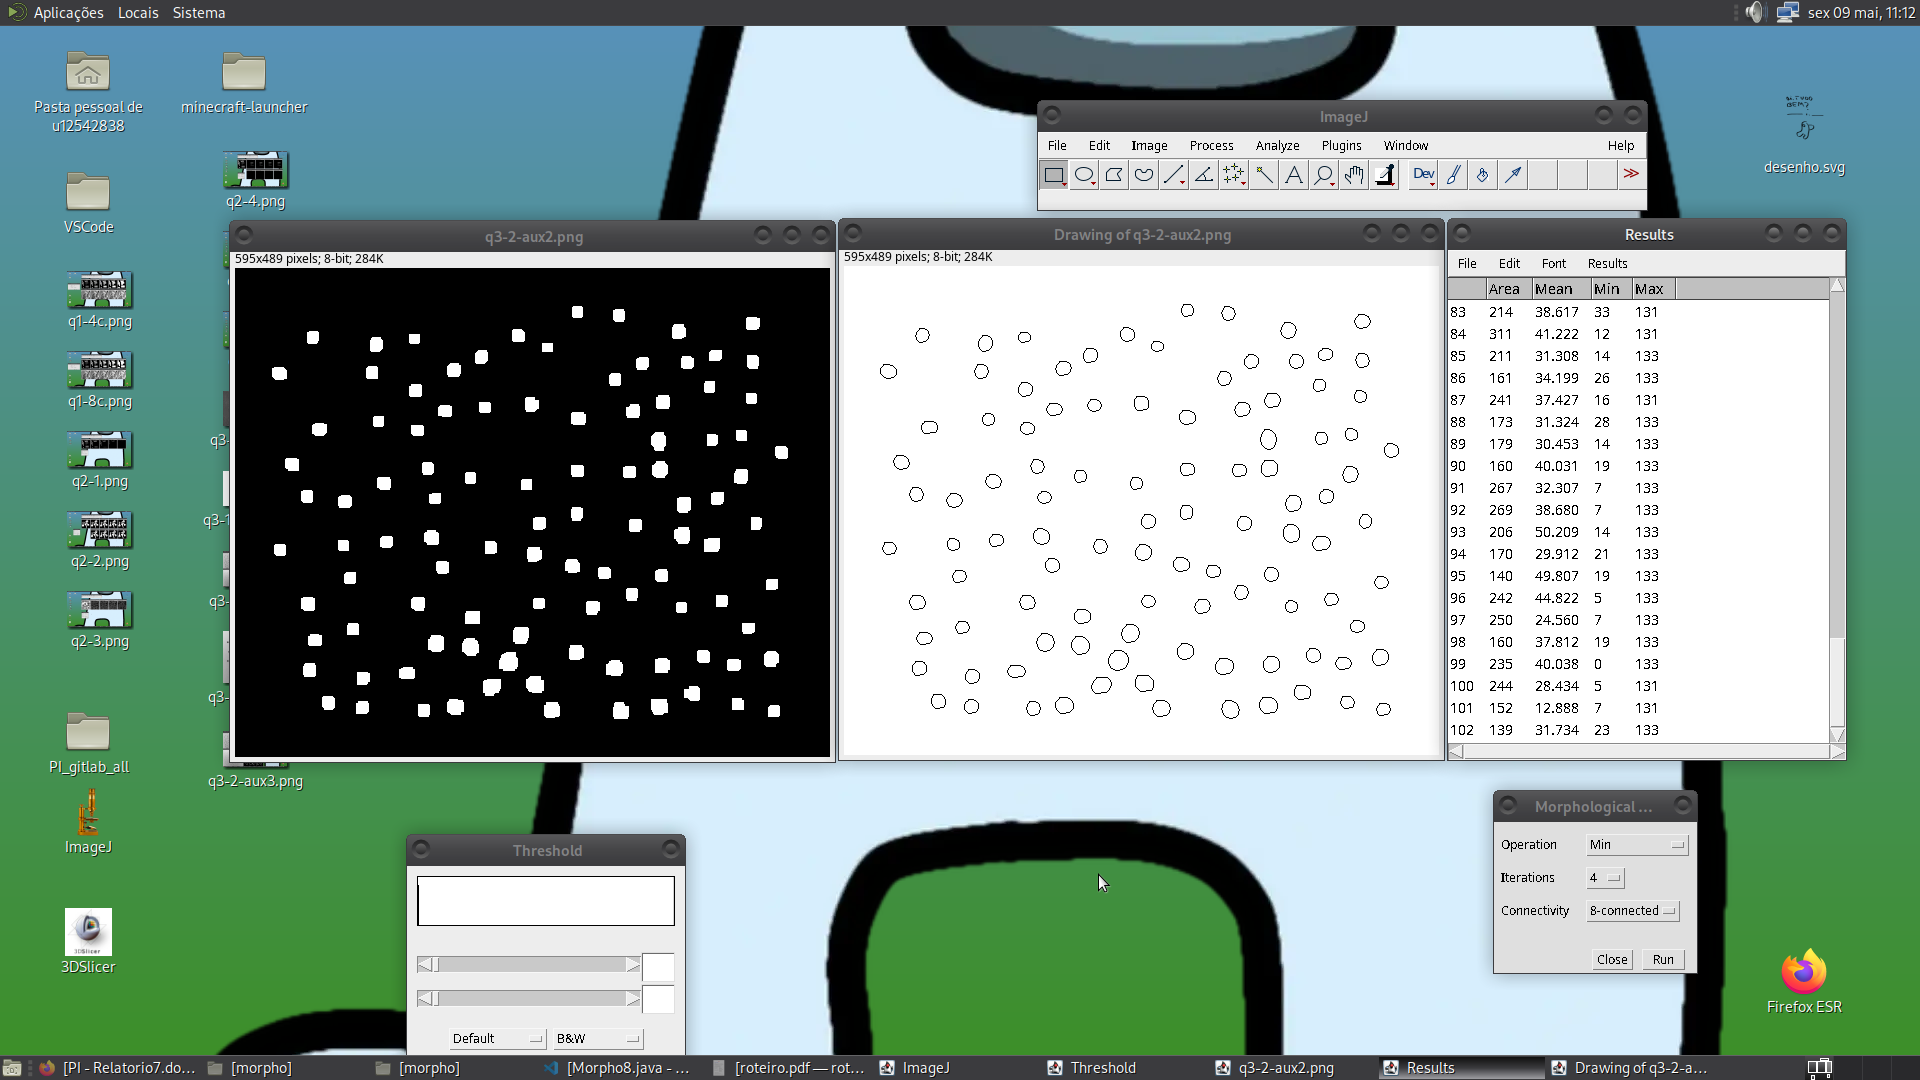 Aplicações Locais Sistema
sex 09 mai, 11:12
Pasta pessoal de
u12542838
minecraft-launcher
VSCode
q2-4.png
q1-4c.png
q1-8c.png
q2-1.png
q2-2.png
q2-3.png
PI_gitlab_all
ImageJ
3DSlicer
q3-
q3-1
q3-
q3-
q3-2-aux3.png
desenho.svg
Firefox ESR
ImageJ
File Edit Image Process Analyze Plugins Window Help
Dev
q3-2-aux2.png
595x489 pixels; 8-bit; 284K
Drawing of q3-2-aux2.png
595x489 pixels; 8-bit; 284K
Results
File Edit Font Results
Area Mean Min Max
83 214 38.617 33 131
84 311 41.222 12 131
85 211 31.308 14 133
86 161 34.199 26 133
87 241 37.427 16 131
88 173 31.324 28 133
89 179 30.453 14 133
90 160 40.031 19 133
91 267 32.307 7 133
92 269 38.680 7 133
93 206 50.209 14 133
94 170 29.912 21 133
95 140 49.807 19 133
96 242 44.822 5 133
97 250 24.560 7 133
98 160 37.812 19 133
99 235 40.038 0 133
100 244 28.434 5 131
101 152 12.888 7 131
102 139 31.734 23 133
Threshold
Default B&W
Morphological ...
Operation Min
Iterations 4
Connectivity 8-connected
Close Run
[PI - Relatorio7.do... [morpho] [morpho] [Morpho8.java - ... [roteiro.pdf — rot... ImageJ Threshold q3-2-aux2.png Results Drawing of q3-2-a...